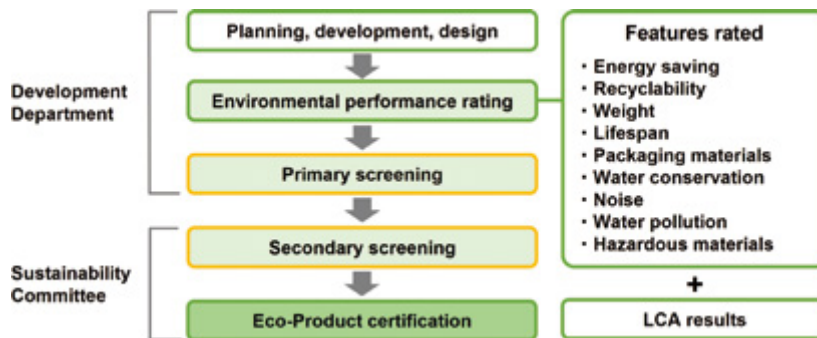 Planning, development, design
Development
Department
Environmental performance rating
Primary screening
Sustainability
Committee
Secondary screening
Eco-Product certification
Features rated
・Energy saving
・Recyclability
・Weight
・Lifespan
・Packaging materials
・Water conservation
・Noise
・Water pollution
・Hazardous materials
+
LCA results